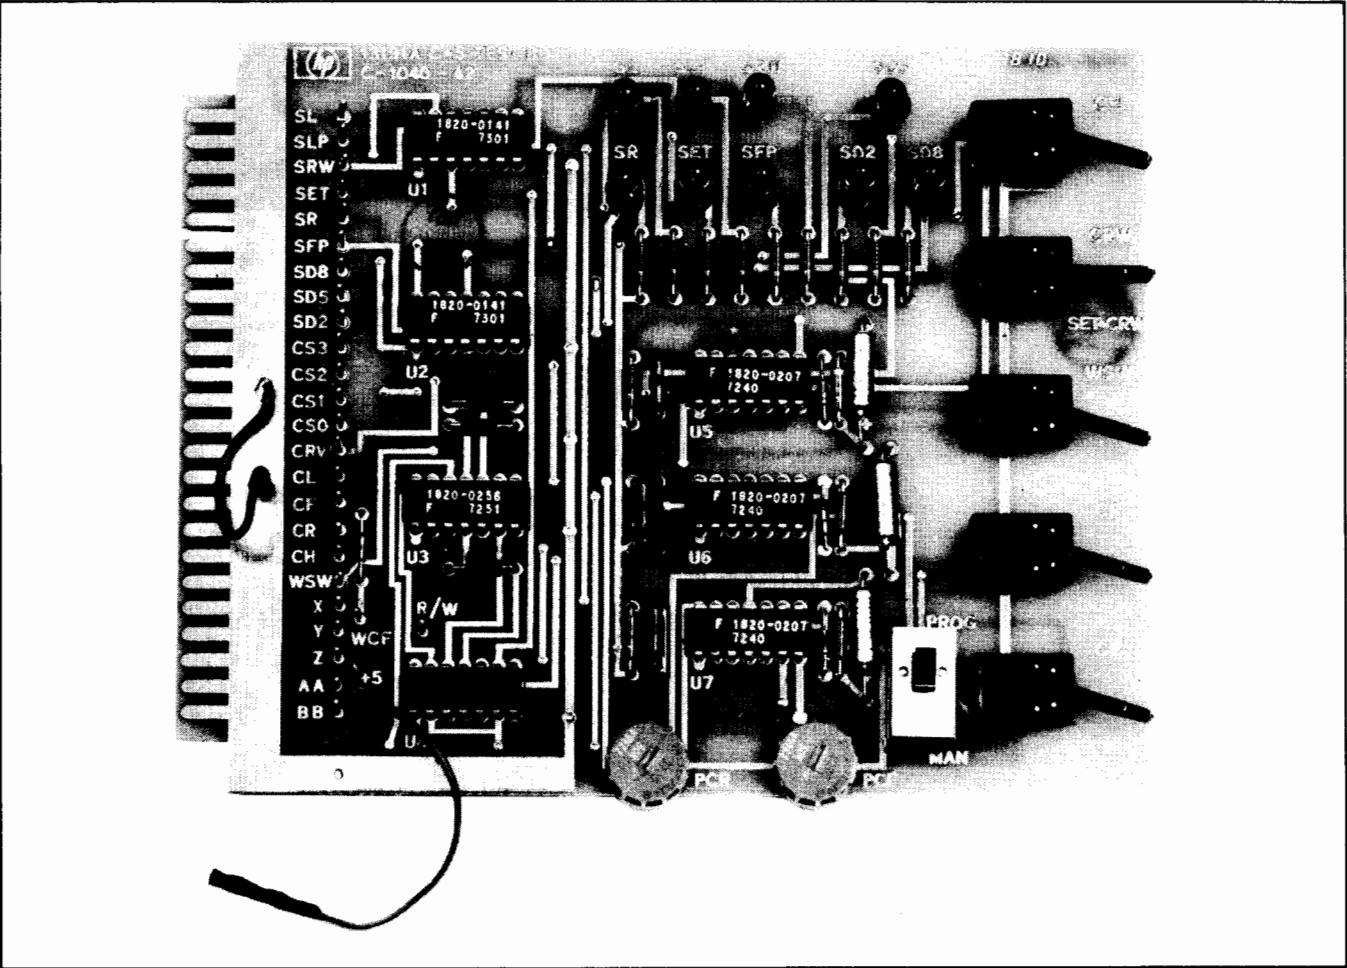 hp
C-1040-42
SL
SLP
SRW
SET
SR
SFP
SD8
SD5
SD2
CS3
CS2
CS1
CS0
CRW
CL
CF
CR
CH
WSW
X
Y
Z
AA
BB
1820-0141
F 7301
U1
1820-0141
F 7301
U2
1820-0256
F 7251
U3
R/W
WCF
+5
SR
SET
SFP
SD2
SD8
F 1820-0207
7240
U5
F 1820-0207
7240
U6
F 1820-0207
7240
U7
SET-CRW
PROG
MAN
PCR